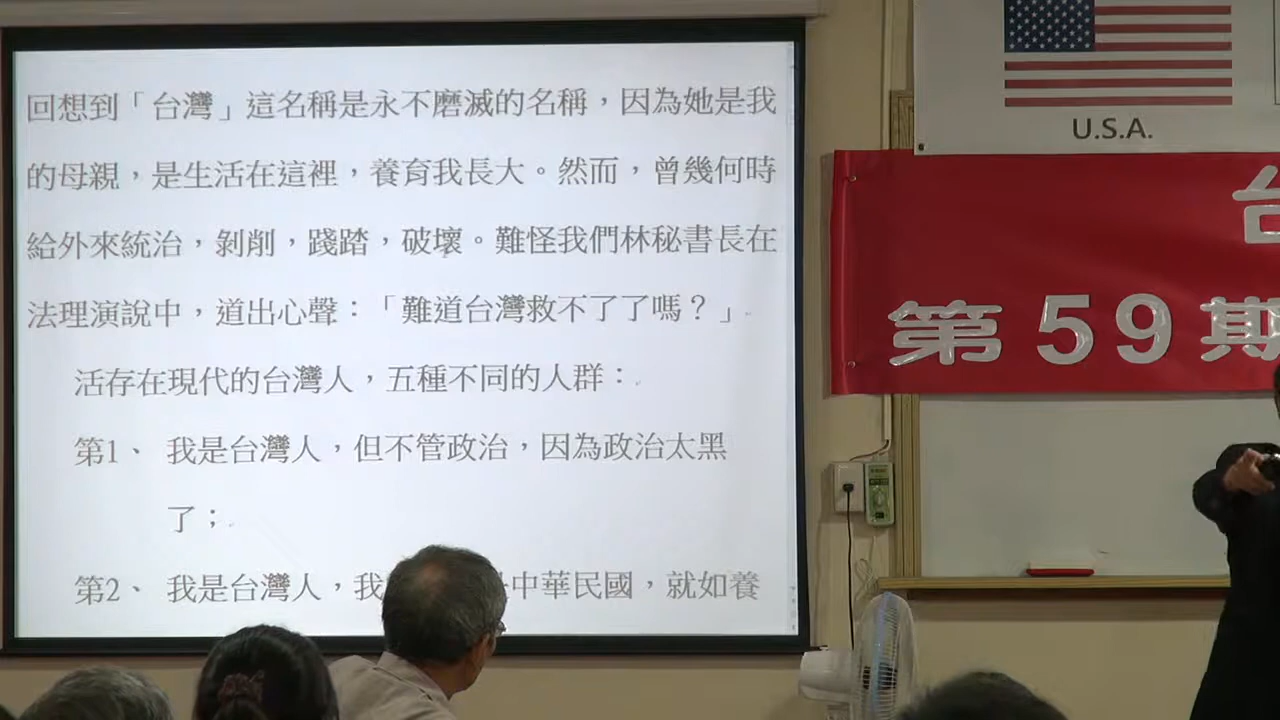 回想到「台灣」這名稱是永不磨滅的名稱，因為她是我
的母親，是生活在這裡，養育我長大。然而，曾幾何時
給外來統治，剝削，踐踏，破壞。難怪我們林秘書長在
法理演說中，道出心聲：「難道台灣救不了了嗎？」
活存在現代的台灣人，五種不同的人群：
第1、 我是台灣人，但不管政治，因為政治太黑
了；
第2、 我是台灣人，我 中華民國，就如養
U.S.A.
台
第59期